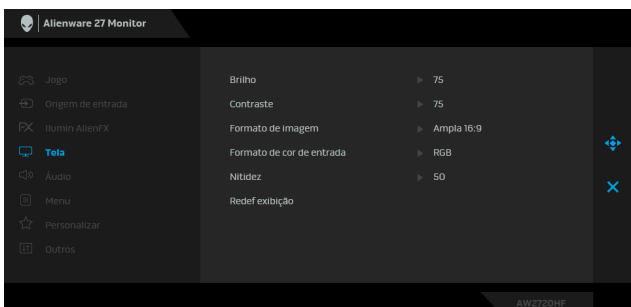 Alienware 27 Monitor
Jogo
Origem de entrada
Ilumin AlienFX
Tela
Áudio
Menu
Personalizar
Outros
Brilho 75
Contraste 75
Formato de imagem Ampla 16:9
Formato de cor de entrada RGB
Nitidez 50
Redef exibição
AW2720HF